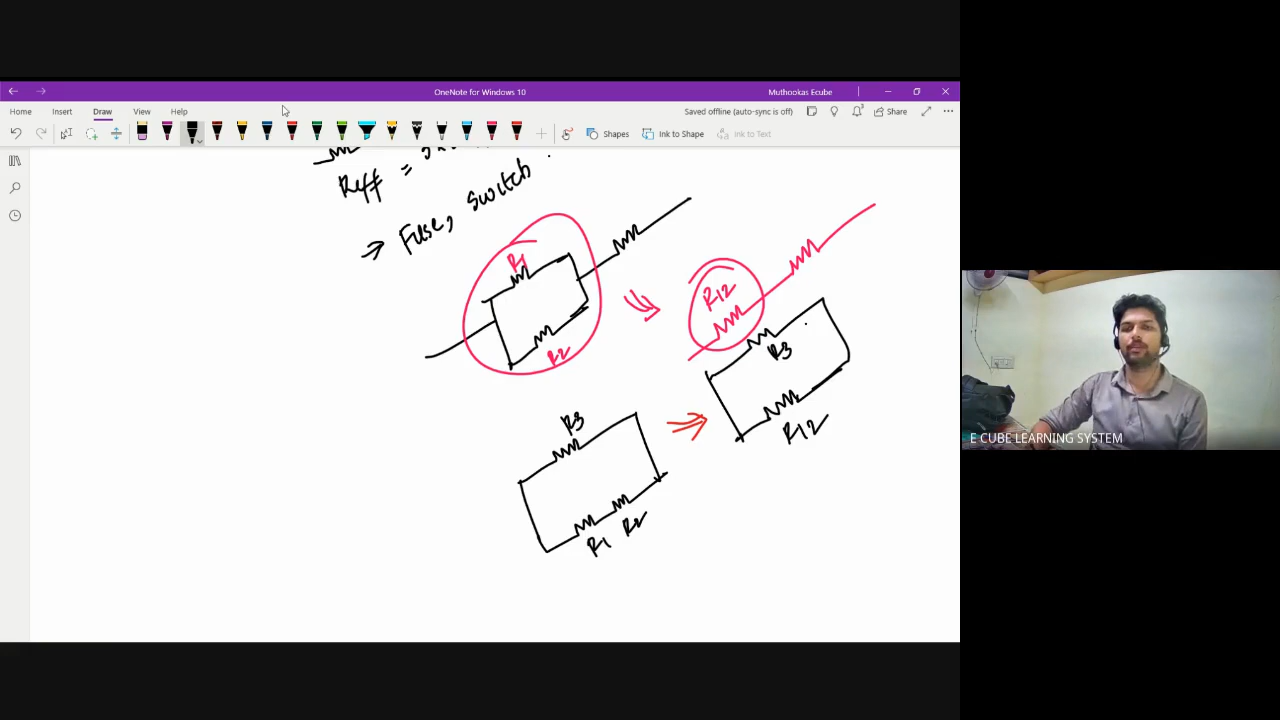 OneNote for Windows 10
Muthookas Ecube
Home Insert Draw View Help
Saved offline (auto-sync is off)
Share
Shapes
Ink to Shape
Ink to Text
Reff =
⇒ Fuse, Switch.
R1
R2
R12
R3
R12
R3
R1 R2
E CUBE LEARNING SYSTEM